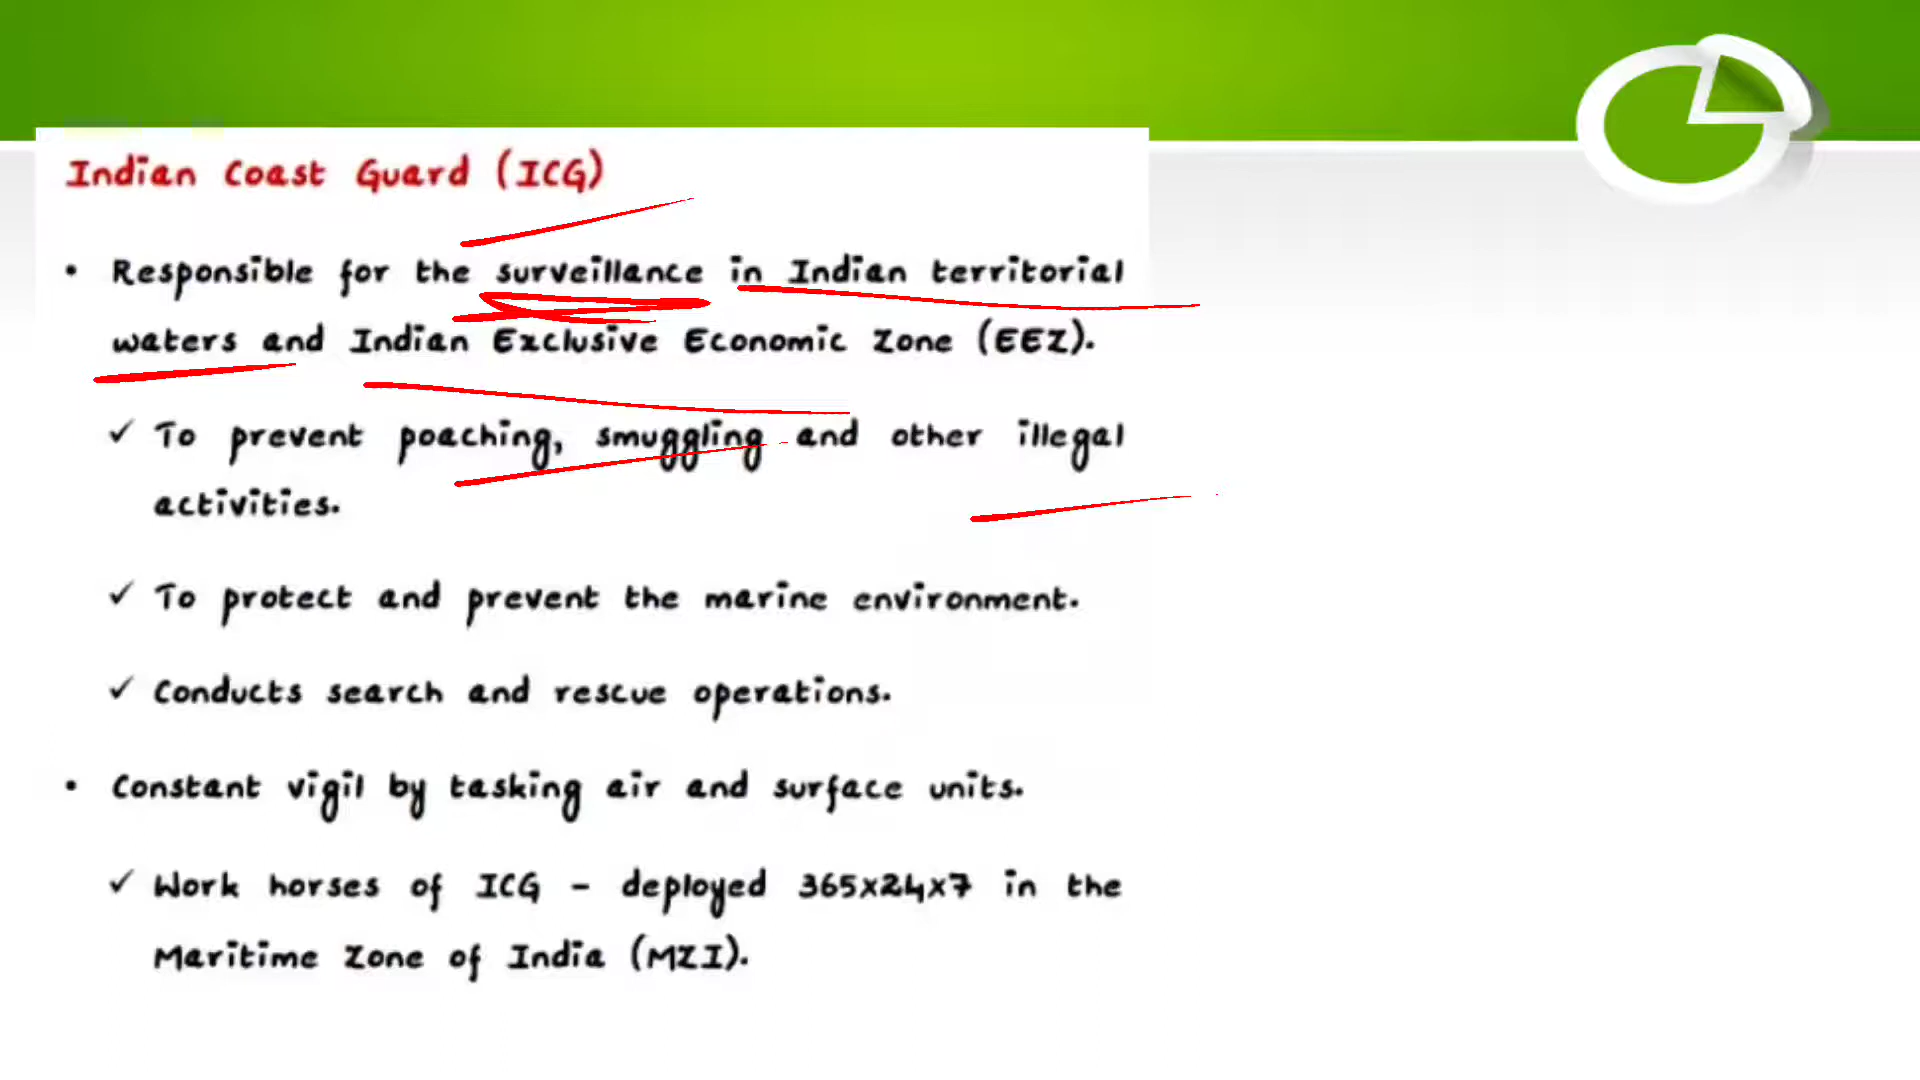 Indian Coast Guard (ICG)
• Responsible for the surveillance in Indian territorial
waters and Indian Exclusive Economic Zone (EEZ).
✓ To prevent poaching, smuggling and other illegal
activities.
✓ To protect and prevent the marine environment.
✓ Conducts search and rescue operations.
• Constant vigil by tasking air and surface units.
✓ Work horses of ICG – deployed 365x24x7 in the
Maritime Zone of India (MZI).